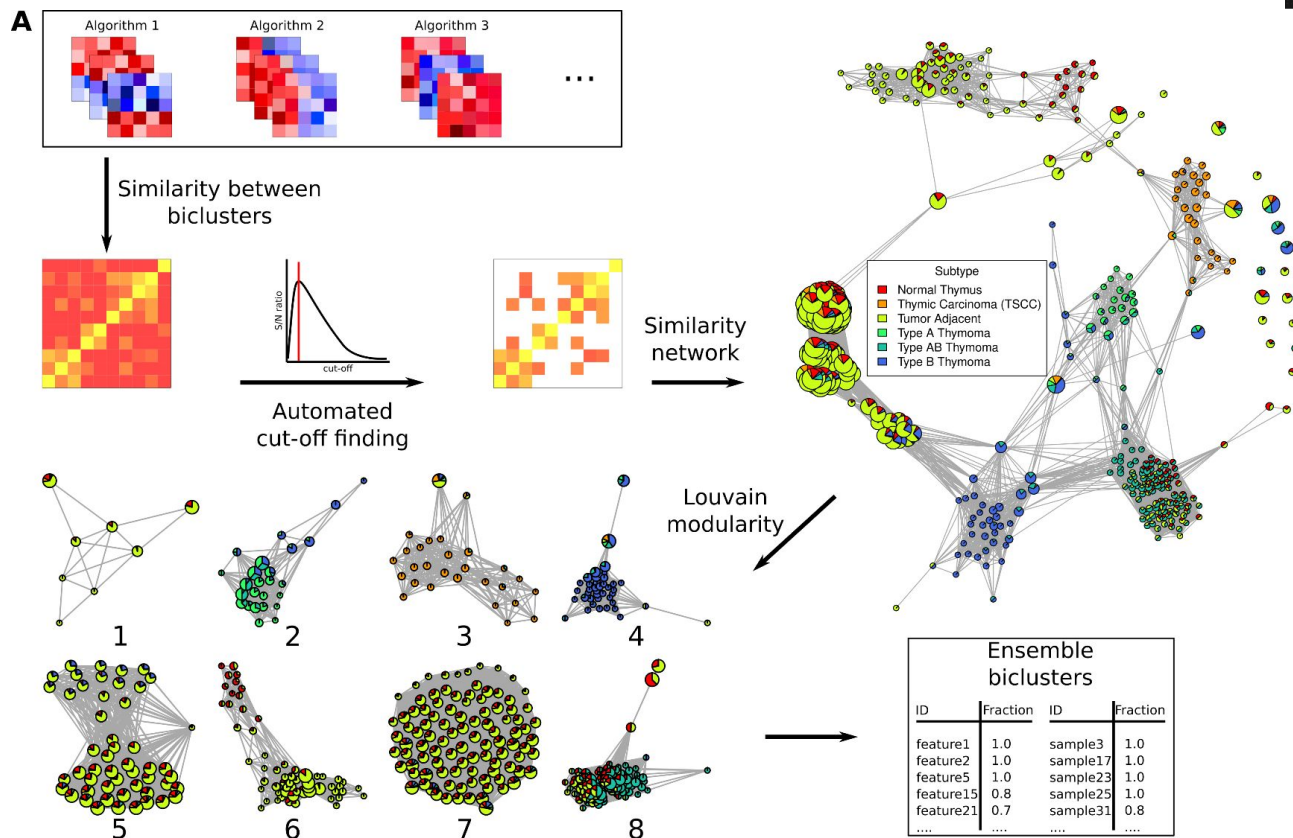 A
Algorithm 1
Algorithm 2
Algorithm 3
...
Similarity between
biclusters
S/N ratio
cut-off
Automated
cut-off finding
Similarity
network
Subtype
Normal Thymus
Thymic Carcinoma (TSCC)
Tumor Adjacent
Type A Thymoma
Type AB Thymoma
Type B Thymoma
Louvain
modularity
1
2
3
4
5
6
7
8
Ensemble
biclusters
ID Fraction ID Fraction
feature1 1.0 sample3 1.0
feature2 1.0 sample17 1.0
feature5 1.0 sample23 1.0
feature15 0.8 sample25 1.0
feature21 0.7 sample31 0.8
.... .... .... ....